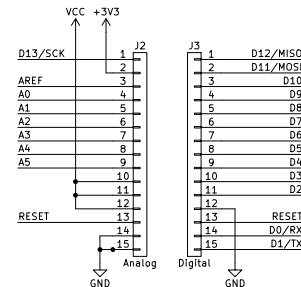 VCC +3V3
J2 J3
D13/SCK 1 1 D12/MISO
2 2 D11/MOSI
AREF 3 3 D10
A0 4 4 D9
A1 5 5 D8
A2 6 6 D7
A3 7 7 D6
A4 8 8 D5
A5 9 9 D4
10 10 D3
11 11 D2
12 12
RESET 13 13 RESET
14 14 D0/RX
15 15 D1/TX
Analog Digital
GND GND